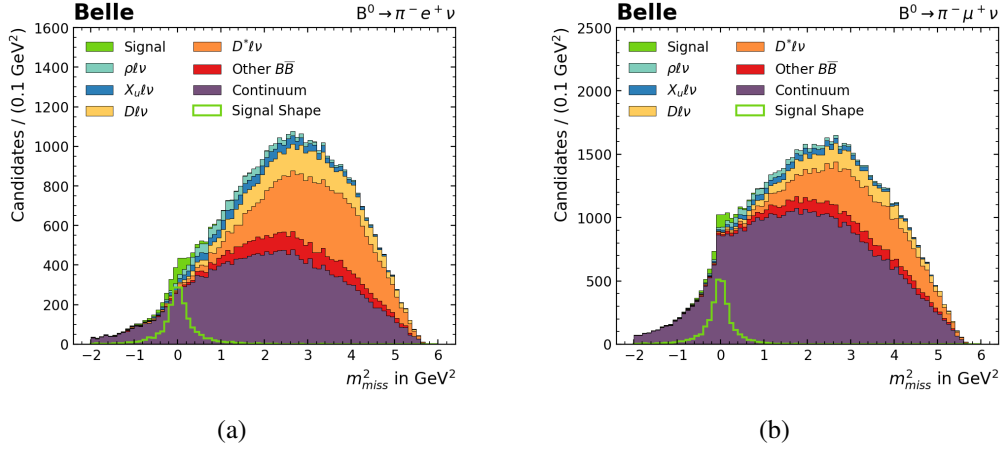 Belle B⁰ → π⁻ e⁺ ν
Candidates / (0.1 GeV²)
1600
1400
1200
1000
800
600
400
200
0
Signal
ρℓν
X_uℓν
Dℓν
D*ℓν
Other BB̅
Continuum
Signal Shape
−2 −1 0 1 2 3 4 5 6
m²_miss in GeV²
(a)
Belle B⁰ → π⁻ μ⁺ ν
Candidates / (0.1 GeV²)
2500
2000
1500
1000
500
0
Signal
ρℓν
X_uℓν
Dℓν
D*ℓν
Other BB̅
Continuum
Signal Shape
−2 −1 0 1 2 3 4 5 6
m²_miss in GeV²
(b)